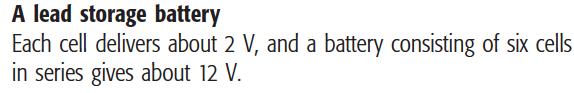 A lead storage battery
Each cell delivers about 2 V, and a battery consisting of six cells
in series gives about 12 V.